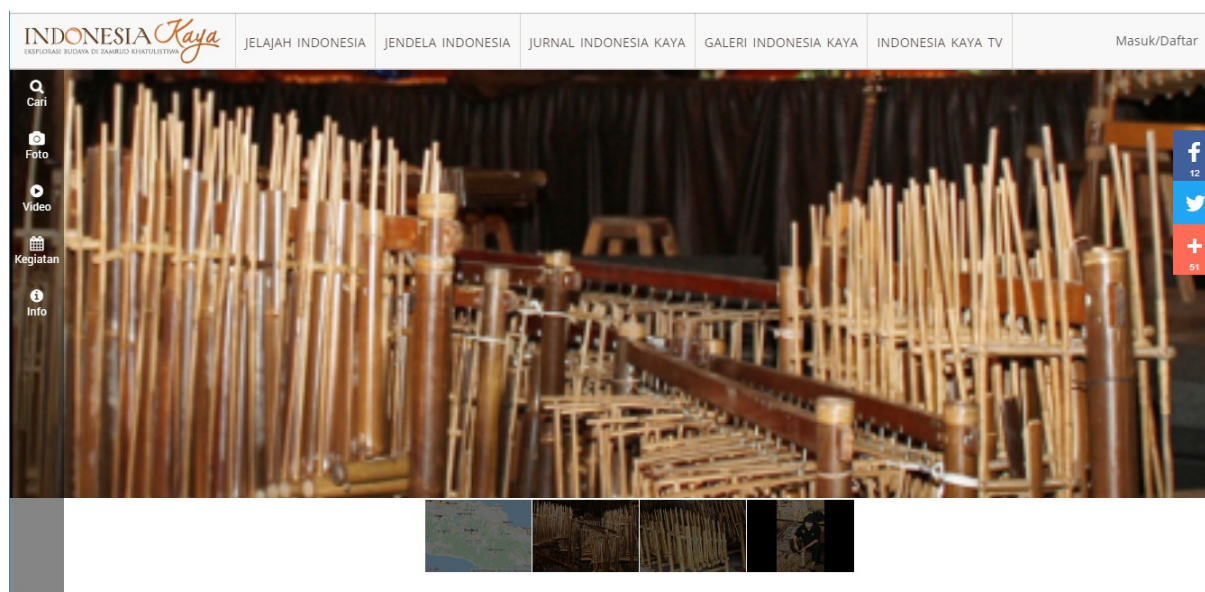 INDONESIA Kaya
EKSPLORASI BUDAYA DI ZAMRUD KHATULISTIWA
JELAJAH INDONESIA
JENDELA INDONESIA
JURNAL INDONESIA KAYA
GALERI INDONESIA KAYA
INDONESIA KAYA TV
Masuk/Daftar
Cari
Foto
Video
Kegiatan
Info
12
51